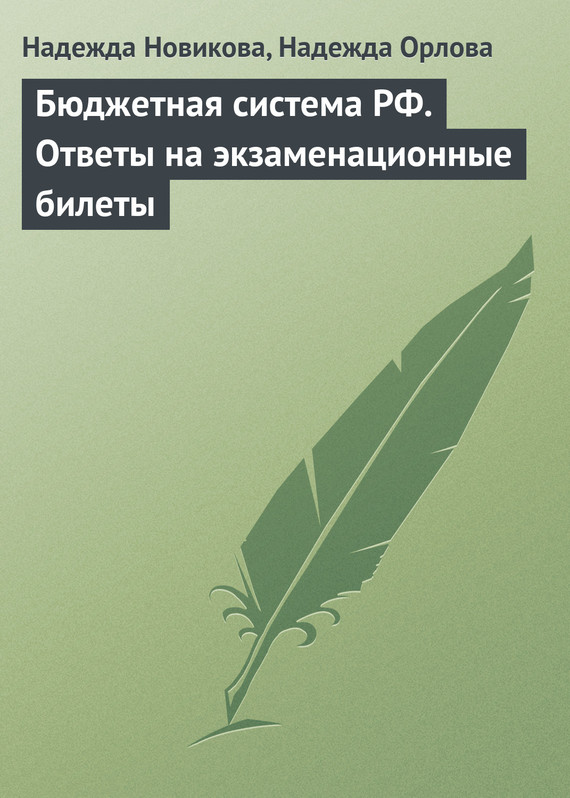 Надежда Новикова, Надежда Орлова
Бюджетная система РФ.
Ответы на экзаменационные
билеты